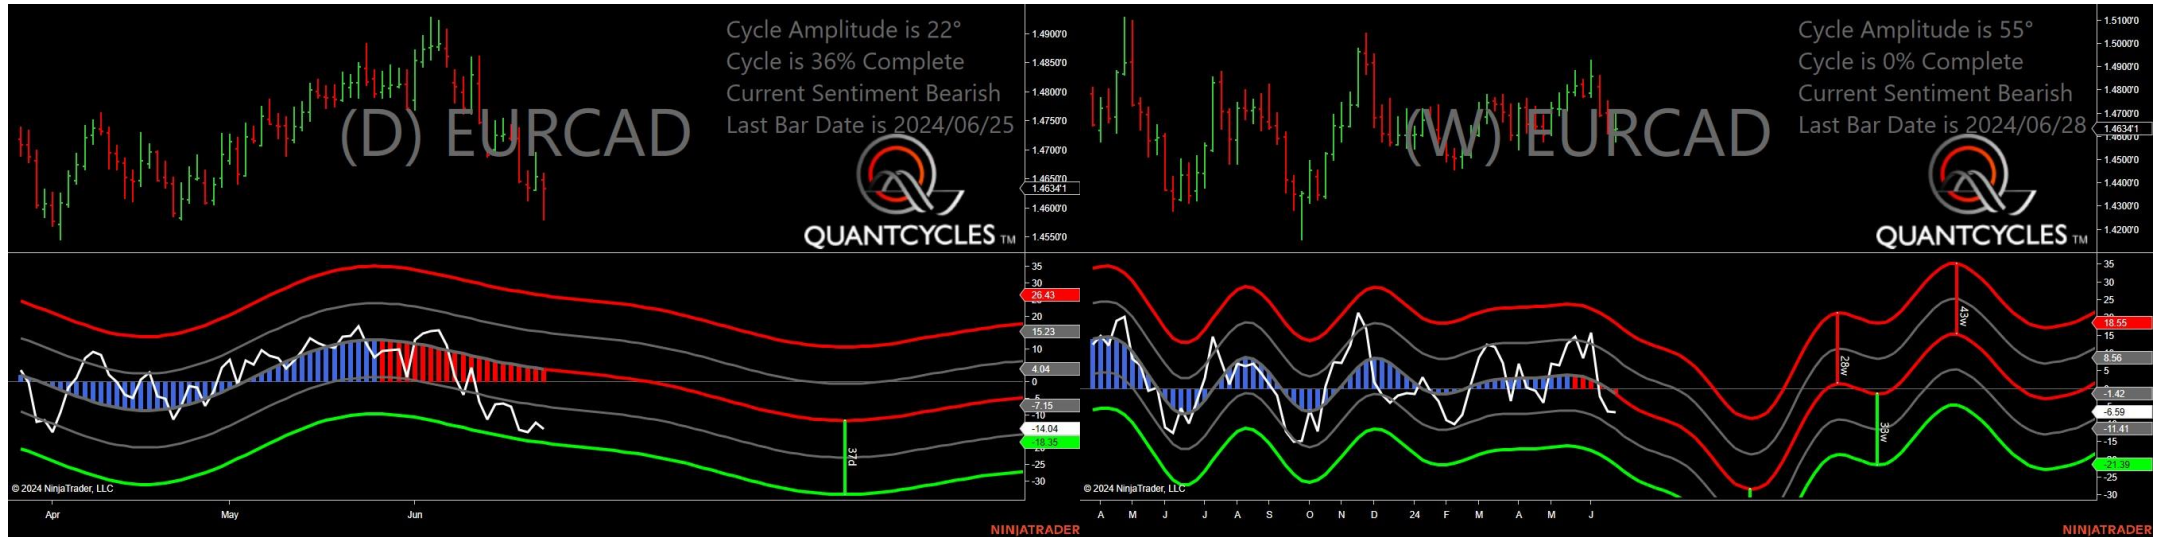 Cycle Amplitude is 22°
Cycle is 36% Complete
Current Sentiment Bearish
Last Bar Date is 2024/06/25
(D) EURCAD
QUANTCYCLES TM
1.4900'0
1.4850'0
1.4800'0
1.4750'0
1.4700'0
1.4650'0
1.4634'1
1.4600'0
1.4550'0
35
30
26.43
20
15.23
10
4.04
0
-5
-7.15
-10
-14.04
-18.35
-25
-30
37d
© 2024 NinjaTrader, LLC
Apr May Jun
NINJATRADER
Cycle Amplitude is 55°
Cycle is 0% Complete
Current Sentiment Bearish
Last Bar Date is 2024/06/28
(W) EURCAD
QUANTCYCLES TM
1.5100'0
1.5000'0
1.4900'0
1.4800'0
1.4700'0
1.4634'1
1.4600'0
1.4500'0
1.4400'0
1.4300'0
1.4200'0
35
30
25
18.55
15
8.56
5
-1.42
-6.59
-11.41
-15
-21.39
-25
-30
28w
33w
43w
© 2024 NinjaTrader, LLC
A M J J A S O N D 24 F M A M J
NINJATRADER